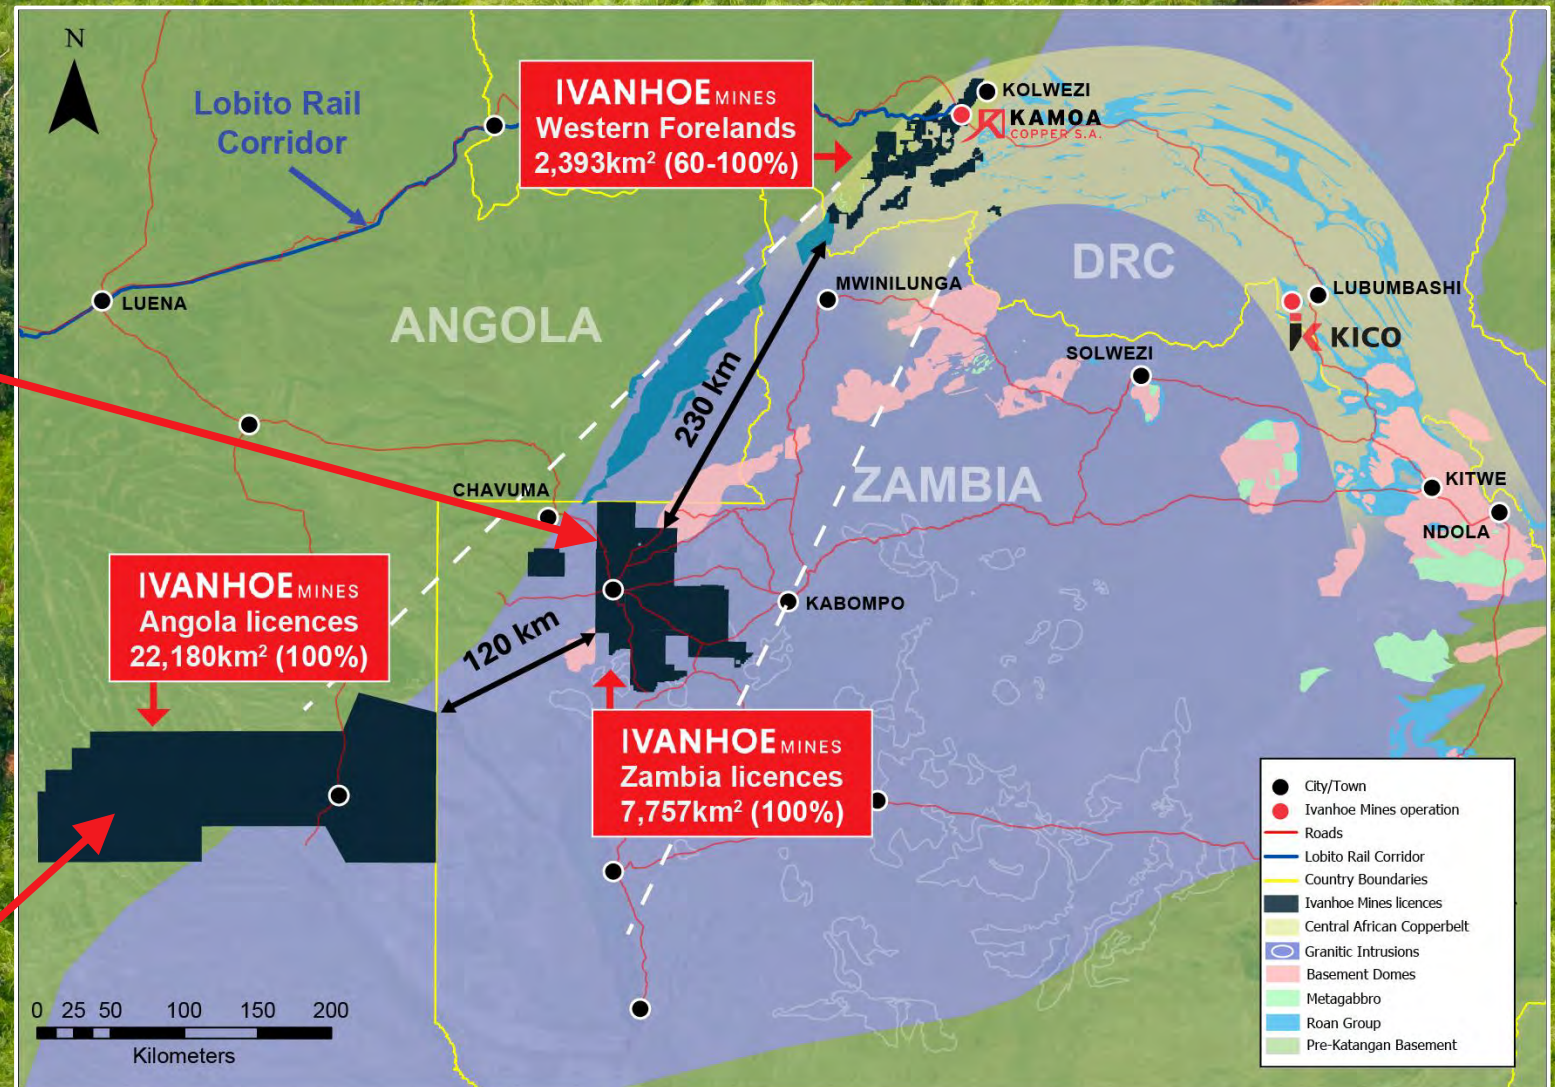 N
Lobito Rail
Corridor
IVANHOE MINES
Western Forelands
2,393km² (60-100%)
KOLWEZI
KAMOA
COPPER S.A.
DRC
MWINILUNGA
LUENA
ANGOLA
LUBUMBASHI
KICO
SOLWEZI
230 km
ZAMBIA
CHAVUMA
KITWE
NDOLA
IVANHOE MINES
Angola licences
22,180km² (100%)
KABOMPO
120 km
IVANHOE MINES
Zambia licences
7,757km² (100%)
City/Town
Ivanhoe Mines operation
Roads
Lobito Rail Corridor
Country Boundaries
Ivanhoe Mines licences
Central African Copperbelt
Granitic Intrusions
Basement Domes
Metagabbro
Roan Group
Pre-Katangan Basement
0 25 50 100 150 200
Kilometers